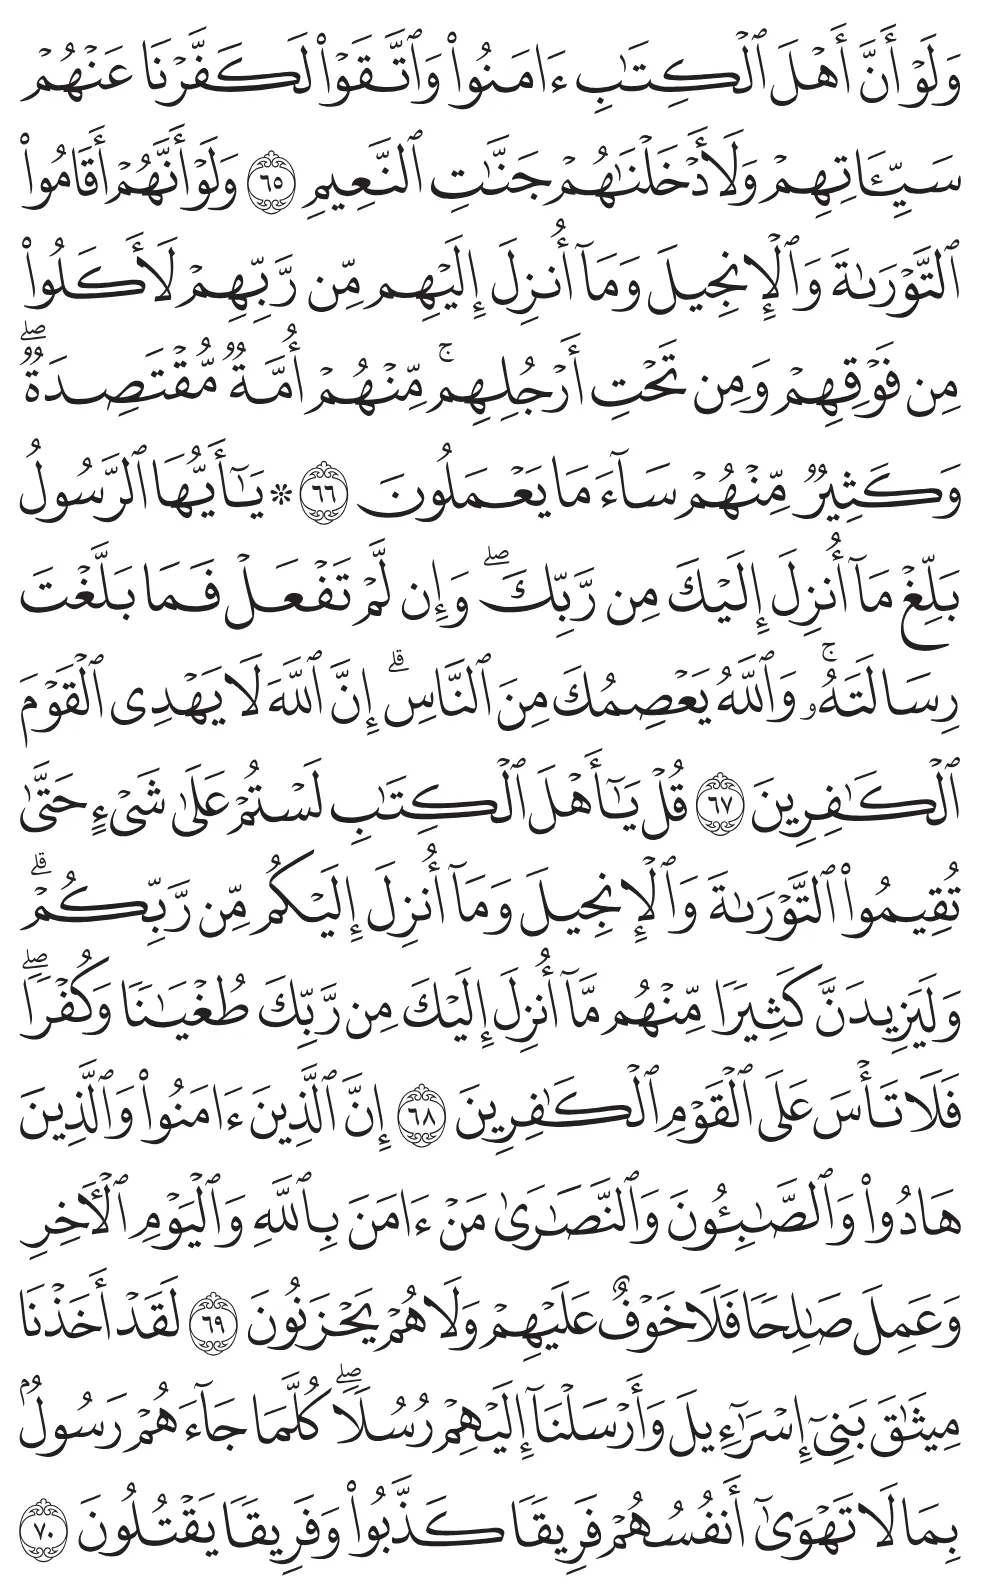 وَلَوۡ أَنَّ أَهۡلَ ٱلۡكِتَٰبِ ءَامَنُواْ وَٱتَّقَوۡاْ لَكَفَّرۡنَا عَنۡهُمۡ
سَيِّـَٔاتِهِمۡ وَلَأَدۡخَلۡنَٰهُمۡ جَنَّٰتِ ٱلنَّعِيمِ ٦٥ وَلَوۡ أَنَّهُمۡ أَقَامُواْ
ٱلتَّوۡرَىٰةَ وَٱلۡإِنجِيلَ وَمَآ أُنزِلَ إِلَيۡهِم مِّن رَّبِّهِمۡ لَأَكَلُواْ
مِن فَوۡقِهِمۡ وَمِن تَحۡتِ أَرۡجُلِهِمۚ مِّنۡهُمۡ أُمَّةٞ مُّقۡتَصِدَةٞۖ
وَكَثِيرٞ مِّنۡهُمۡ سَآءَ مَا يَعۡمَلُونَ ٦٦ ۞ يَٰٓأَيُّهَا ٱلرَّسُولُ
بَلِّغۡ مَآ أُنزِلَ إِلَيۡكَ مِن رَّبِّكَۖ وَإِن لَّمۡ تَفۡعَلۡ فَمَا بَلَّغۡتَ
رِسَالَتَهُۥۚ وَٱللَّهُ يَعۡصِمُكَ مِنَ ٱلنَّاسِۗ إِنَّ ٱللَّهَ لَا يَهۡدِي ٱلۡقَوۡمَ
ٱلۡكَٰفِرِينَ ٦٧ قُلۡ يَٰٓأَهۡلَ ٱلۡكِتَٰبِ لَسۡتُمۡ عَلَىٰ شَيۡءٍ حَتَّىٰ
تُقِيمُواْ ٱلتَّوۡرَىٰةَ وَٱلۡإِنجِيلَ وَمَآ أُنزِلَ إِلَيۡكُم مِّن رَّبِّكُمۡۗ
وَلَيَزِيدَنَّ كَثِيرٗا مِّنۡهُم مَّآ أُنزِلَ إِلَيۡكَ مِن رَّبِّكَ طُغۡيَٰنٗا وَكُفۡرٗاۖ
فَلَا تَأۡسَ عَلَى ٱلۡقَوۡمِ ٱلۡكَٰفِرِينَ ٦٨ إِنَّ ٱلَّذِينَ ءَامَنُواْ وَٱلَّذِينَ
هَادُواْ وَٱلصَّٰبِـُٔونَ وَٱلنَّصَٰرَىٰ مَنۡ ءَامَنَ بِٱللَّهِ وَٱلۡيَوۡمِ ٱلۡأٓخِرِ
وَعَمِلَ صَٰلِحٗا فَلَا خَوۡفٌ عَلَيۡهِمۡ وَلَا هُمۡ يَحۡزَنُونَ ٦٩ لَقَدۡ أَخَذۡنَا
مِيثَٰقَ بَنِيٓ إِسۡرَٰٓءِيلَ وَأَرۡسَلۡنَآ إِلَيۡهِمۡ رُسُلٗاۖ كُلَّمَا جَآءَهُمۡ رَسُولُۢ
بِمَا لَا تَهۡوَىٰٓ أَنفُسُهُمۡ فَرِيقٗا كَذَّبُواْ وَفَرِيقٗا يَقۡتُلُونَ ٧٠